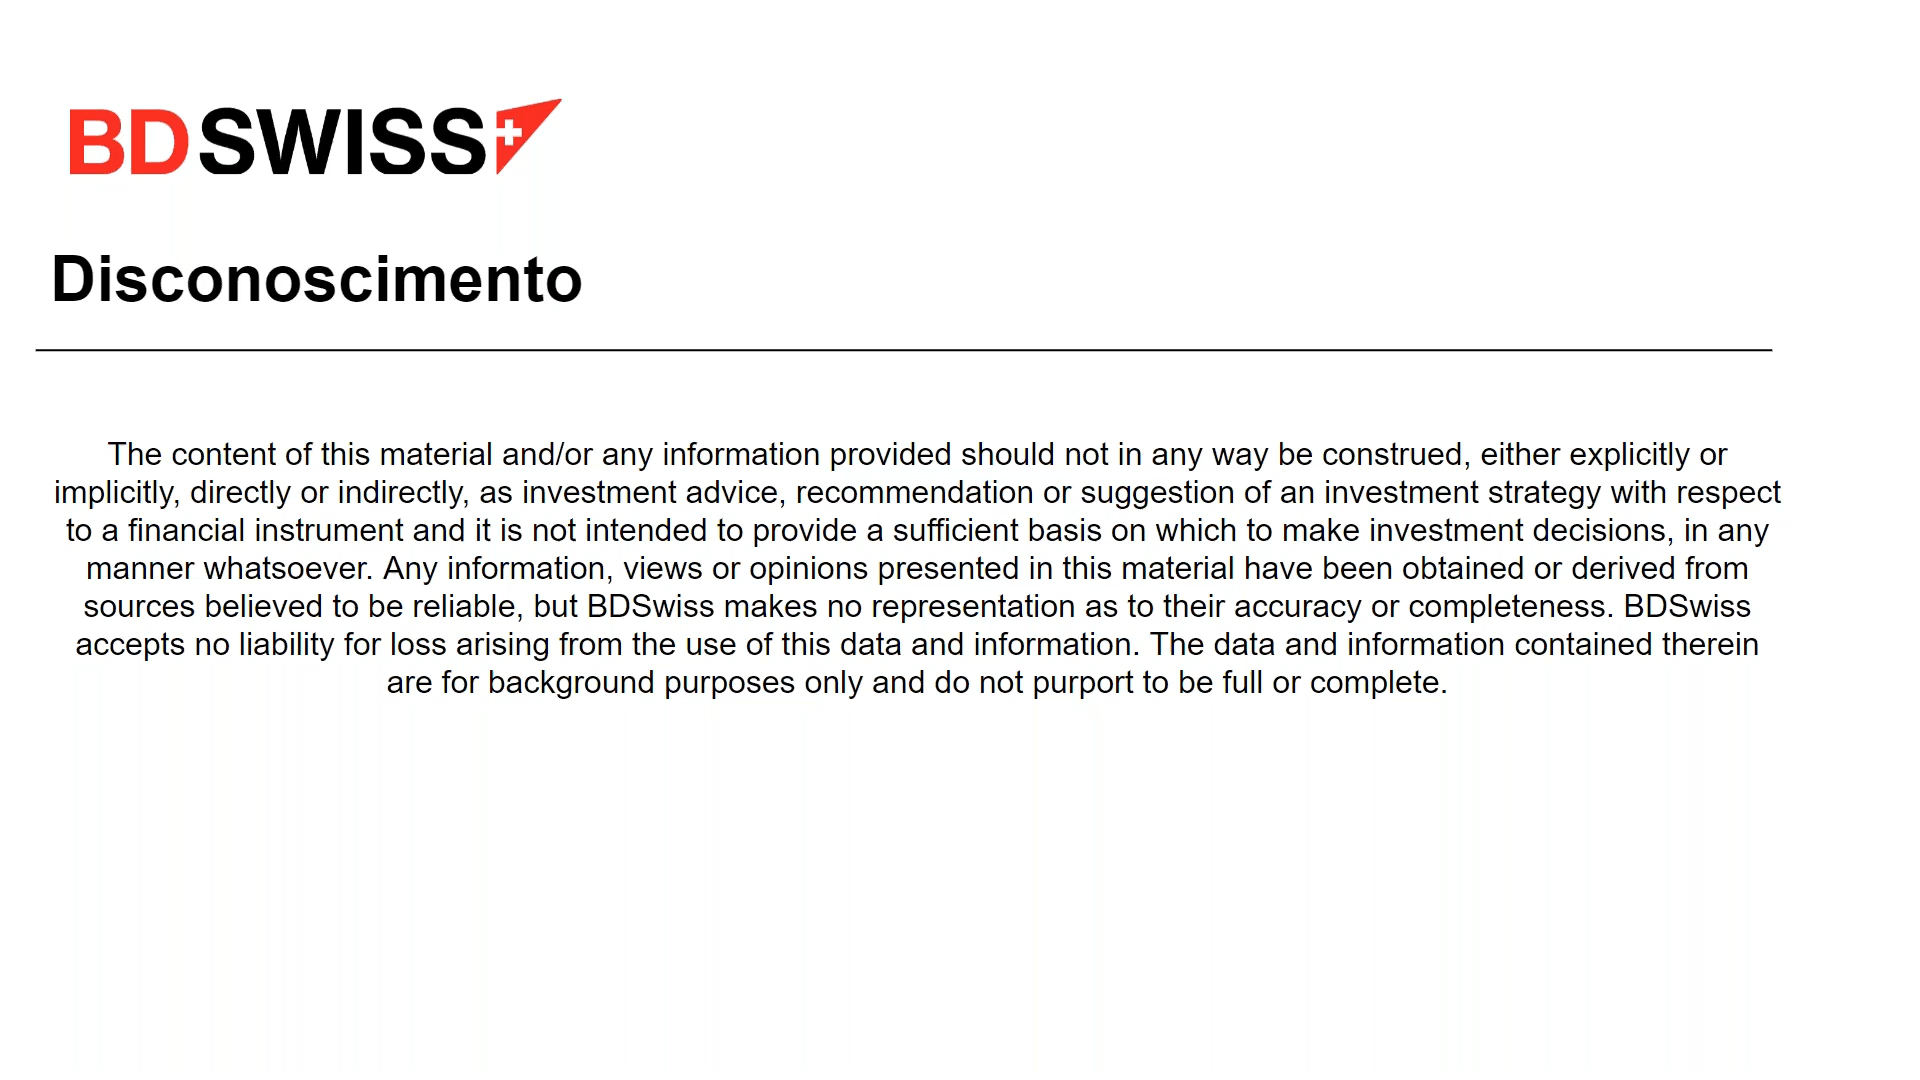 BDSWISS
Disconoscimento
The content of this material and/or any information provided should not in any way be construed, either explicitly or
implicitly, directly or indirectly, as investment advice, recommendation or suggestion of an investment strategy with respect
to a financial instrument and it is not intended to provide a sufficient basis on which to make investment decisions, in any
manner whatsoever. Any information, views or opinions presented in this material have been obtained or derived from
sources believed to be reliable, but BDSwiss makes no representation as to their accuracy or completeness. BDSwiss
accepts no liability for loss arising from the use of this data and information. The data and information contained therein
are for background purposes only and do not purport to be full or complete.